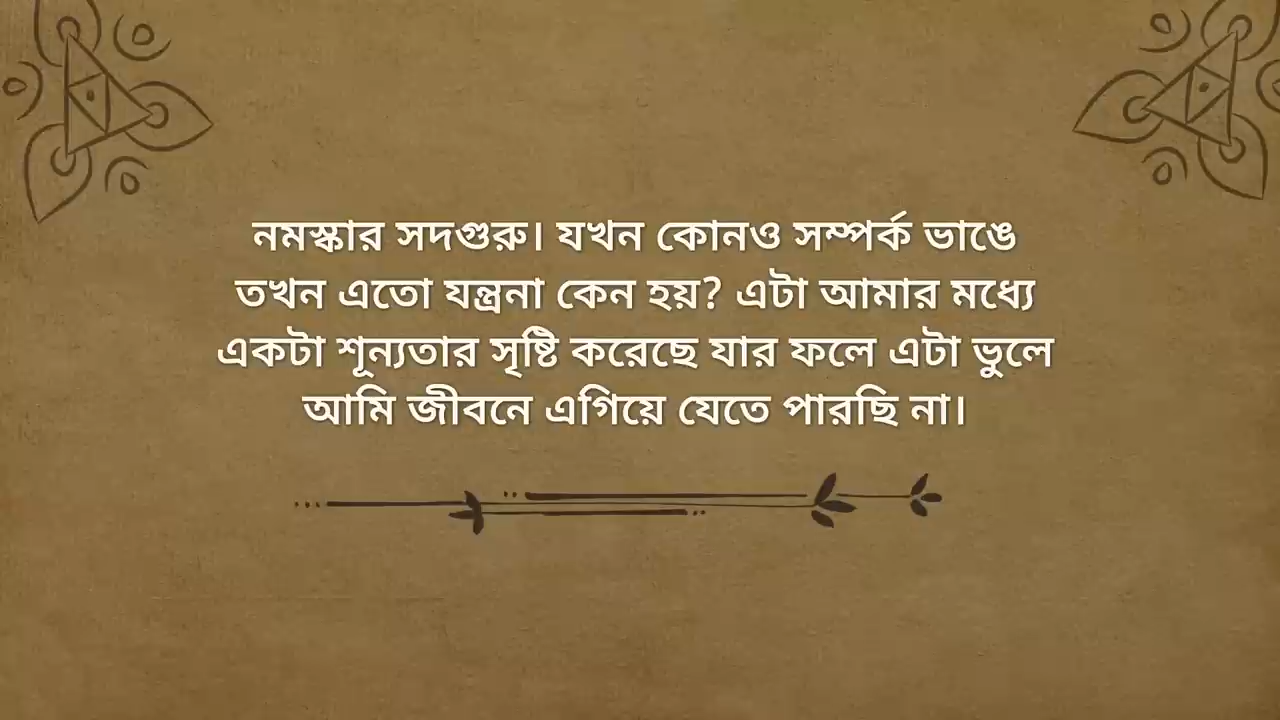 নমস্কার সদগুরু। যখন কোনও সম্পর্ক ভাঙে
তখন এতো যন্ত্রনা কেন হয়? এটা আমার মধ্যে
একটা শূন্যতার সৃষ্টি করেছে যার ফলে এটা ভুলে
আমি জীবনে এগিয়ে যেতে পারছি না।